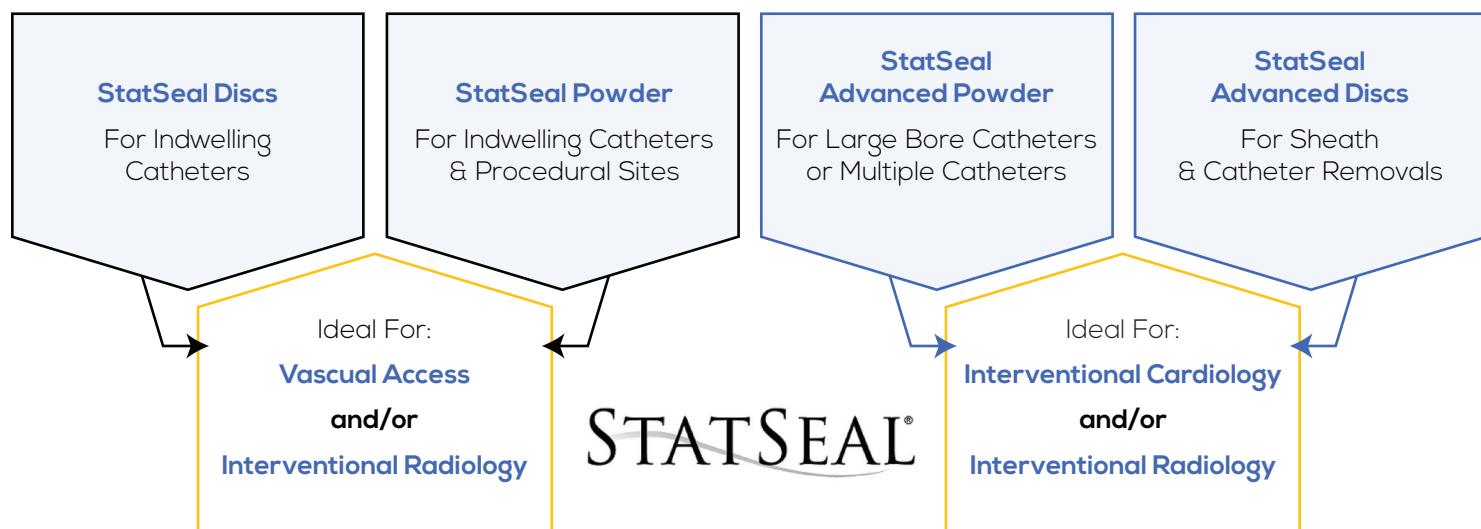 StatSeal Discs
For Indwelling
Catheters
StatSeal Powder
For Indwelling Catheters
& Procedural Sites
StatSeal
Advanced Powder
For Large Bore Catheters
or Multiple Catheters
StatSeal
Advanced Discs
For Sheath
& Catheter Removals
Ideal For:
Vascual Access
and/or
Interventional Radiology
STATSEAL®
Ideal For:
Interventional Cardiology
and/or
Interventional Radiology